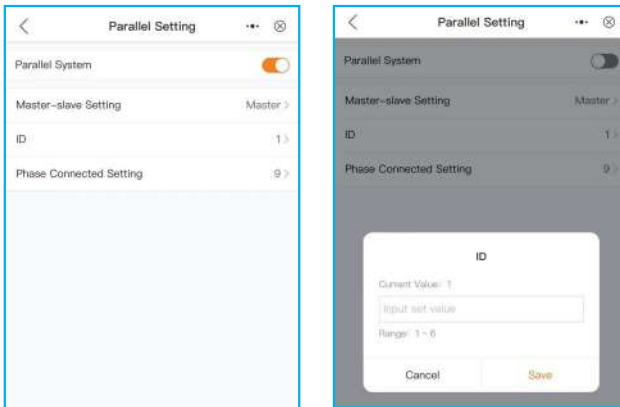 Parallel Setting
Parallel System
Master-slave Setting Master >
ID 1 >
Phase Connected Setting 9 >
Parallel Setting
Parallel System
Master-slave Setting Master >
ID 1 >
Phase Connected Setting 9 >
ID
Current Value: 1
Input set value
Range: 1~6
Cancel Save